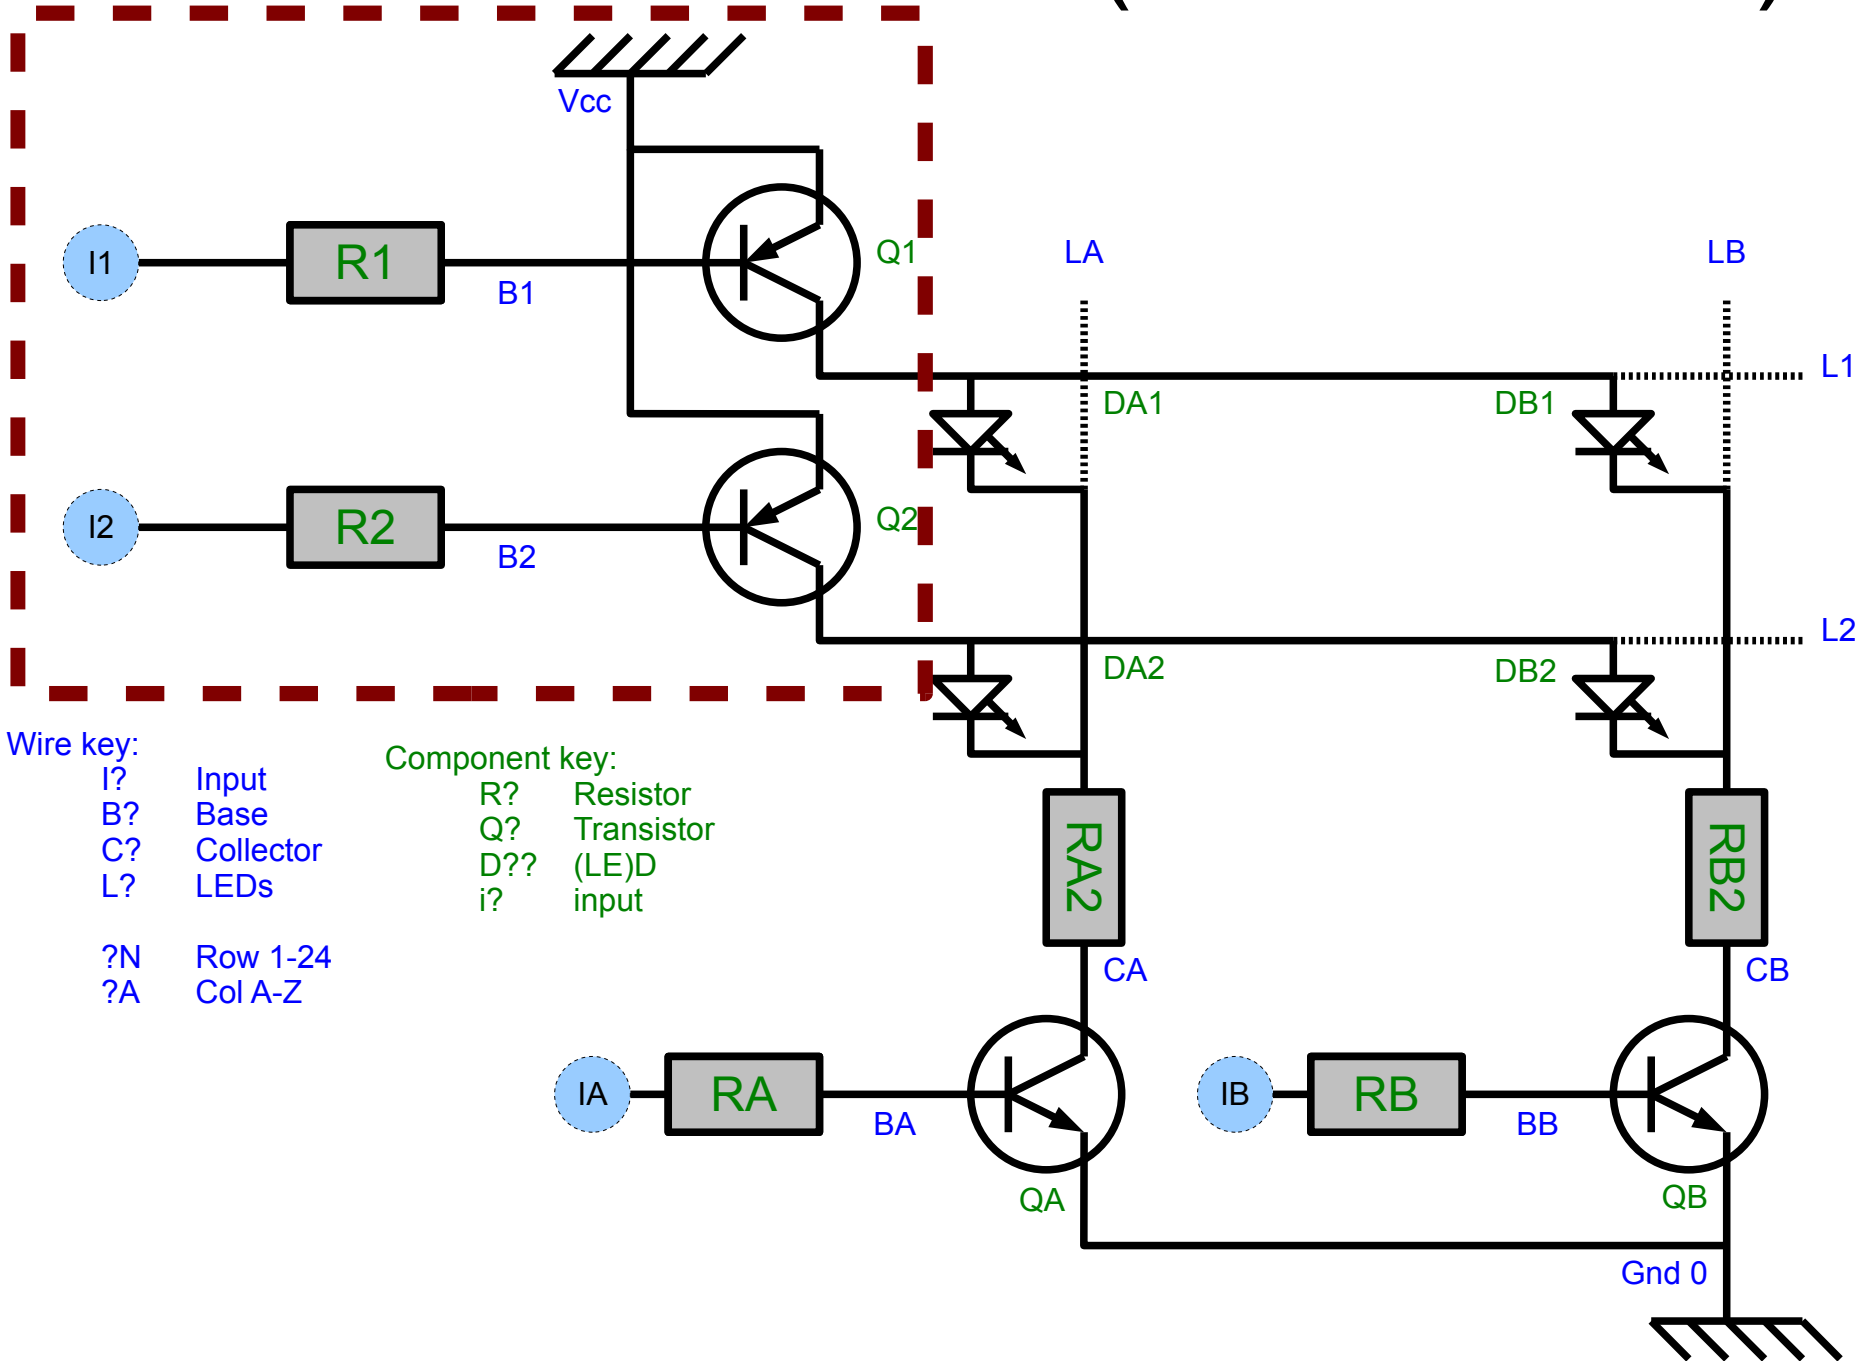 Vcc
I1
R1
B1
Q1
LA
LB
L1
DA1
DB1
I2
R2
B2
Q2
L2
DA2
DB2
Wire key:
I? Input
B? Base
C? Collector
L? LEDs
?N Row 1-24
?A Col A-Z
Component key:
R? Resistor
Q? Transistor
D?? (LE)D
i? input
RA2
RB2
CA
CB
IA
RA
BA
QA
IB
RB
BB
QB
Gnd 0